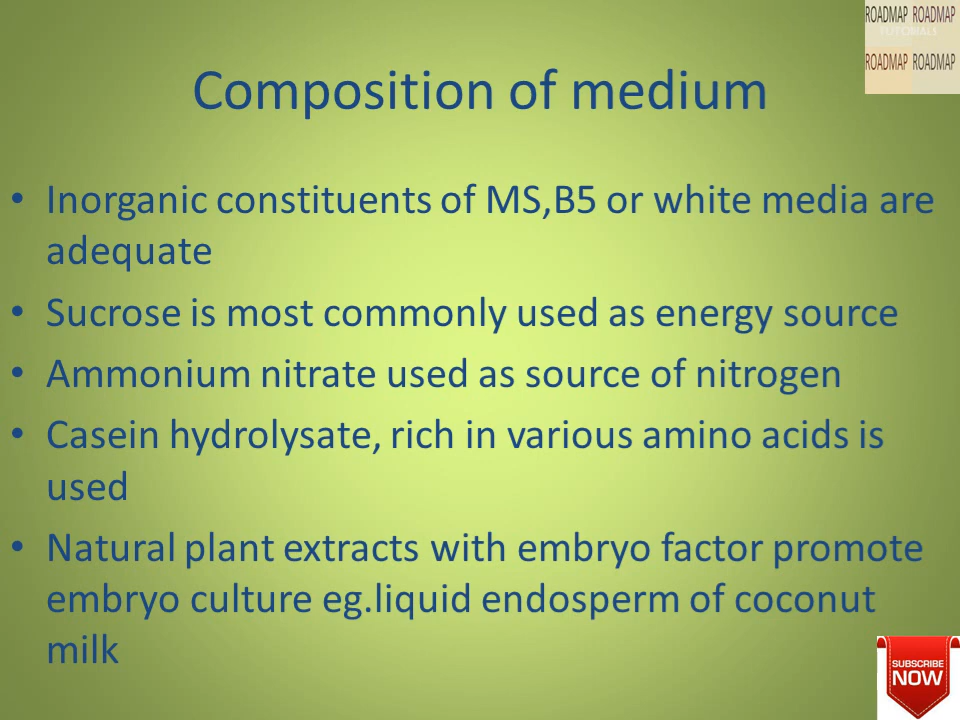 ROADMAP ROADMAP
TUTORIALS
ROADMAP ROADMAP
Composition of medium
• Inorganic constituents of MS,B5 or white media are
adequate
• Sucrose is most commonly used as energy source
• Ammonium nitrate used as source of nitrogen
• Casein hydrolysate, rich in various amino acids is
used
• Natural plant extracts with embryo factor promote
embryo culture eg.liquid endosperm of coconut
milk
SUBSCRIBE
NOW